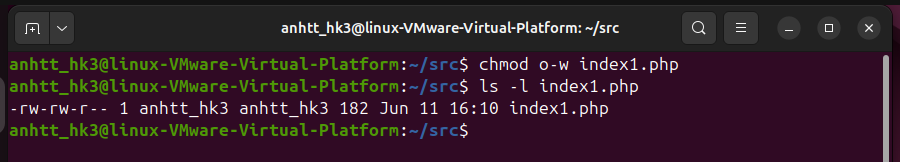 anhtt_hk3@linux-VMware-Virtual-Platform: ~/src
anhtt_hk3@linux-VMware-Virtual-Platform:~/src$ chmod o-w index1.php
anhtt_hk3@linux-VMware-Virtual-Platform:~/src$ ls -l index1.php
-rw-rw-r-- 1 anhtt_hk3 anhtt_hk3 182 Jun 11 16:10 index1.php
anhtt_hk3@linux-VMware-Virtual-Platform:~/src$